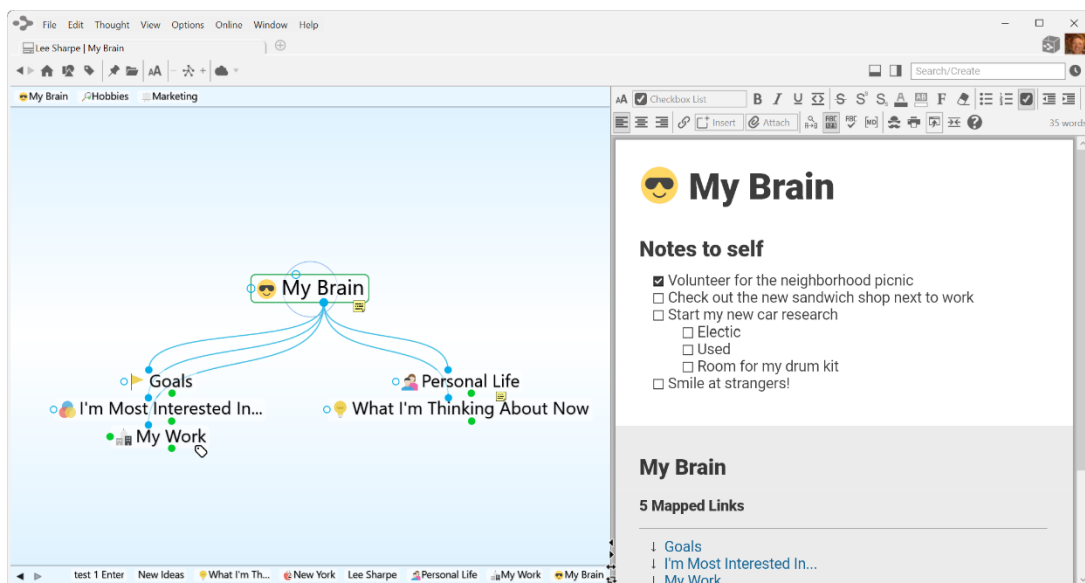 File Edit Thought View Options Online Window Help
Lee Sharpe | My Brain
AA
Search/Create
My Brain Hobbies Marketing
AA Checkbox List B I U S S S A F
Insert Attach ABC ABC MD 35 words
My Brain
Goals
I'm Most Interested In...
My Work
Personal Life
What I'm Thinking About Now
My Brain
Notes to self
Volunteer for the neighborhood picnic
Check out the new sandwich shop next to work
Start my new car research
Electic
Used
Room for my drum kit
Smile at strangers!
My Brain
5 Mapped Links
Goals
I'm Most Interested In...
My Work
test 1 Enter New Ideas What I'm Th... New York Lee Sharpe Personal Life My Work My Brain